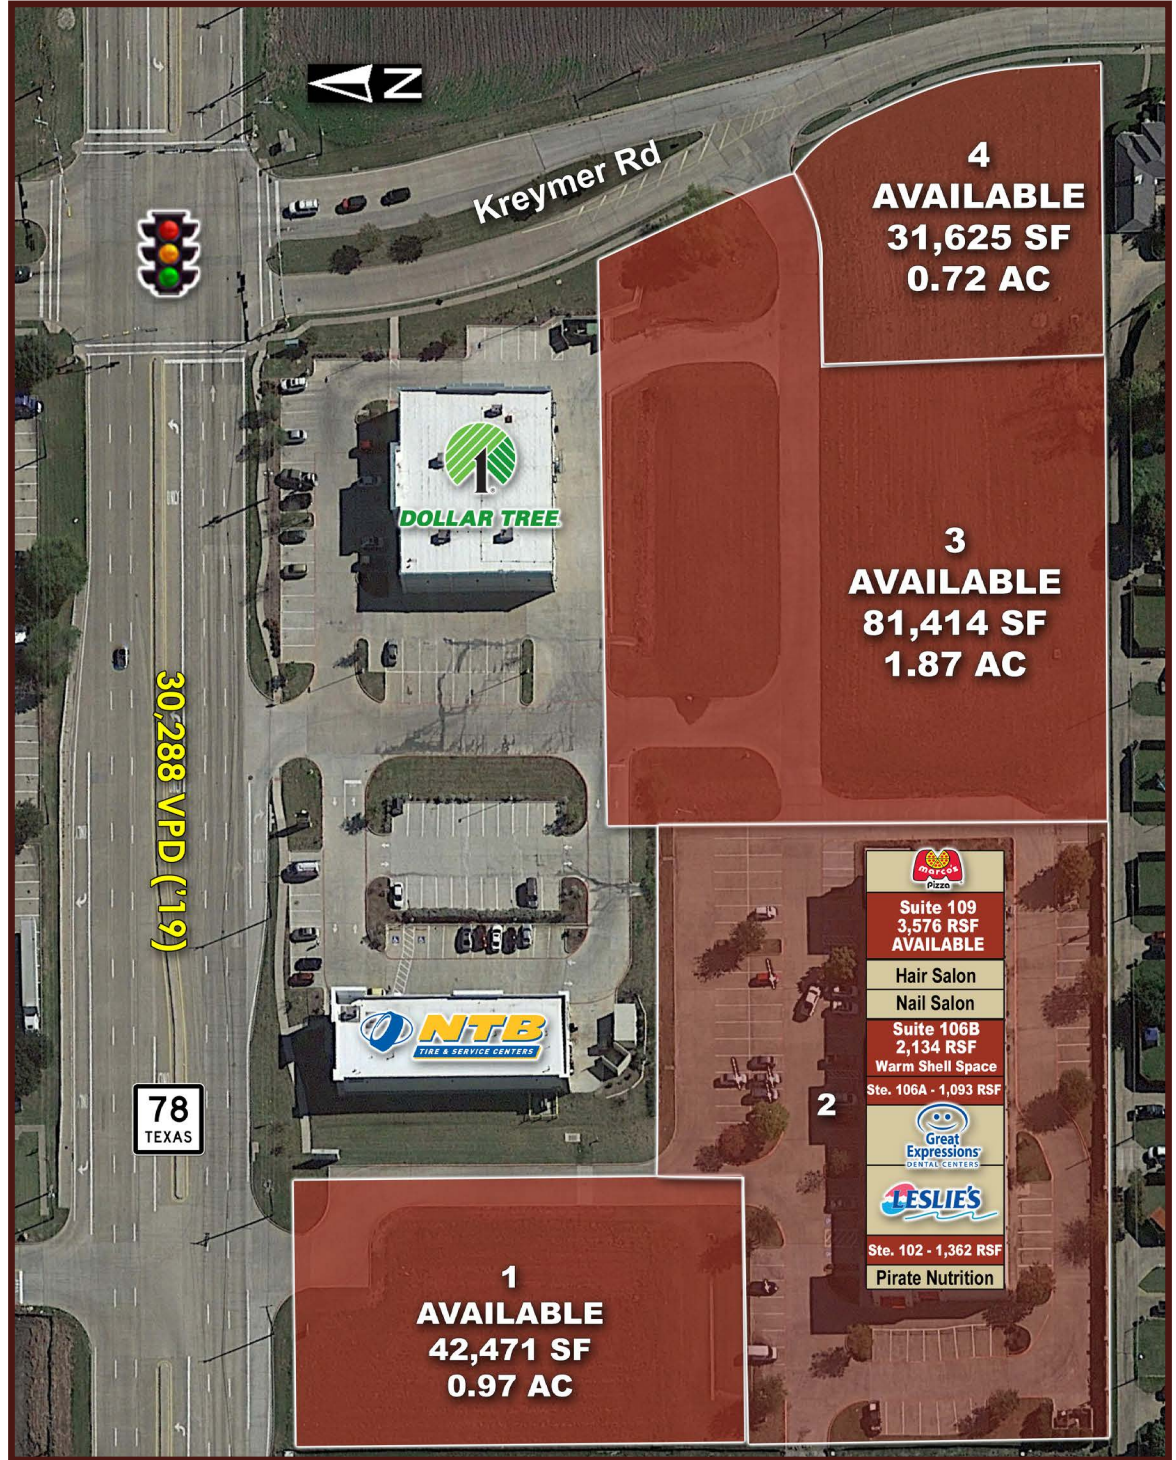 N
Kreymer Rd
4
AVAILABLE
31,625 SF
0.72 AC
1
DOLLAR TREE
3
AVAILABLE
81,414 SF
1.87 AC
30,288 VPD ('19)
Marco's
Pizza
Suite 109
3,576 RSF
AVAILABLE
Hair Salon
Nail Salon
Suite 106B
2,134 RSF
Warm Shell Space
Ste. 106A - 1,093 RSF
Great
Expressions
DENTAL CENTERS
LESLIE'S
Ste. 102 - 1,362 RSF
Pirate Nutrition
2
NTB
TIRE & SERVICE CENTERS
78
TEXAS
1
AVAILABLE
42,471 SF
0.97 AC